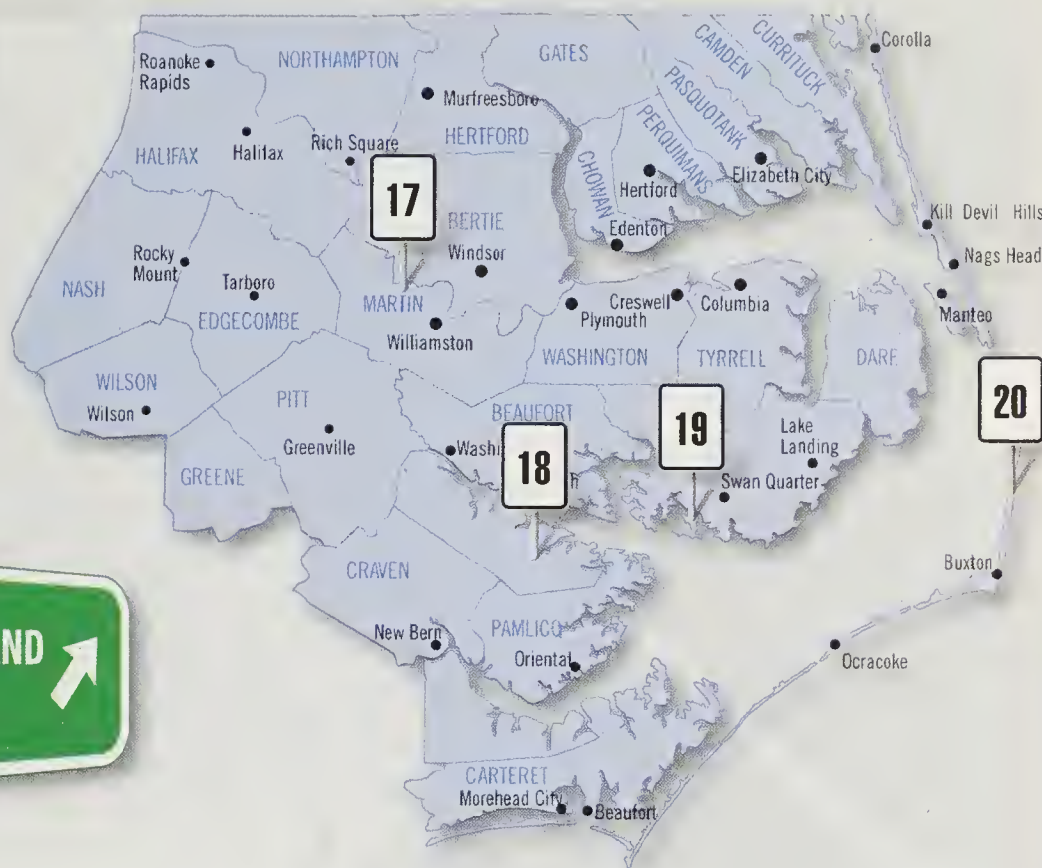 Corolla
CURRITUCK
CAMDEN
GATES
NORTHAMPTON
Roanoke
Rapids
PASQUOTANK
Murfreesboro
PERQUIMANS
HERTFORD
Halifax
Rich Square
HALIFAX
CHOWAN
Hertford
Elizabeth City
17
BERTIE
Edenton
Kill Devil Hills
Windsor
Nags Head
Rocky
Mount
NASH
Tarboro
MARTIN
Creswell
Columbia
Plymouth
Manteo
EDGECOMBE
Williamston
WASHINGTON
TYRRELL
DARE
WILSON
Wilson
PITT
BEAUFORT
19
20
Greenville
Lake
Landing
18
GREENE
Swan Quarter
CRAVEN
Buxton
New Bern
PAMLICO
Oriental
Ocracoke
ND
CARTERET
Morehead City
Beaufort